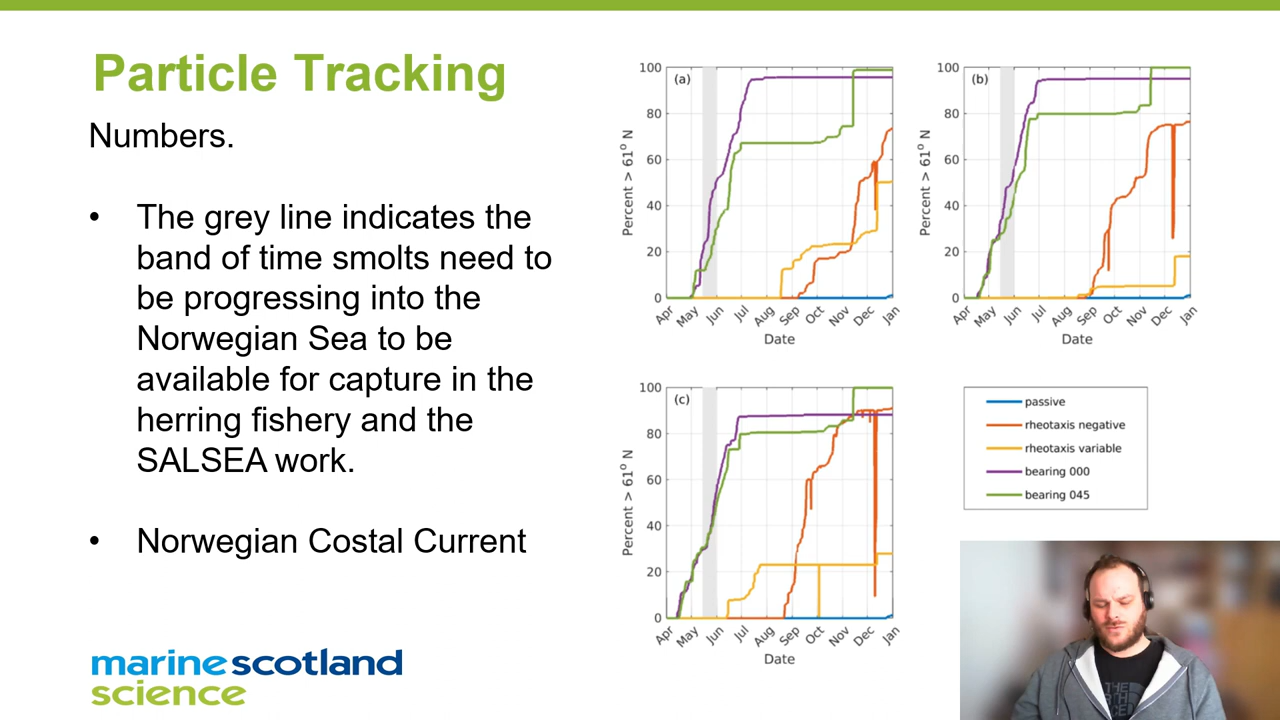 Particle Tracking
Numbers.
• The grey line indicates the
band of time smolts need to
be progressing into the
Norwegian Sea to be
available for capture in the
herring fishery and the
SALSEA work.
• Norwegian Costal Current
marinescotland
science
(a)
Percent > 61° N
100
80
60
40
20
0
Apr May Jun Jul Aug Sep Oct Nov Dec Jan
Date
(b)
Percent > 61° N
100
80
60
40
20
0
Apr May Jun Jul Aug Sep Oct Nov Dec Jan
Date
(c)
Percent > 61° N
100
80
60
40
20
0
Apr May Jun Jul Aug Sep Oct Nov Dec Jan
Date
passive
rheotaxis negative
rheotaxis variable
bearing 000
bearing 045
THE